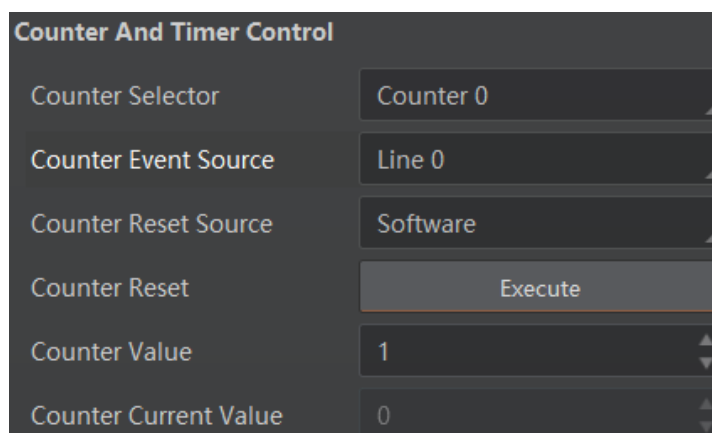 Counter And Timer Control
Counter Selector Counter 0
Counter Event Source Line 0
Counter Reset Source Software
Counter Reset Execute
Counter Value 1
Counter Current Value 0